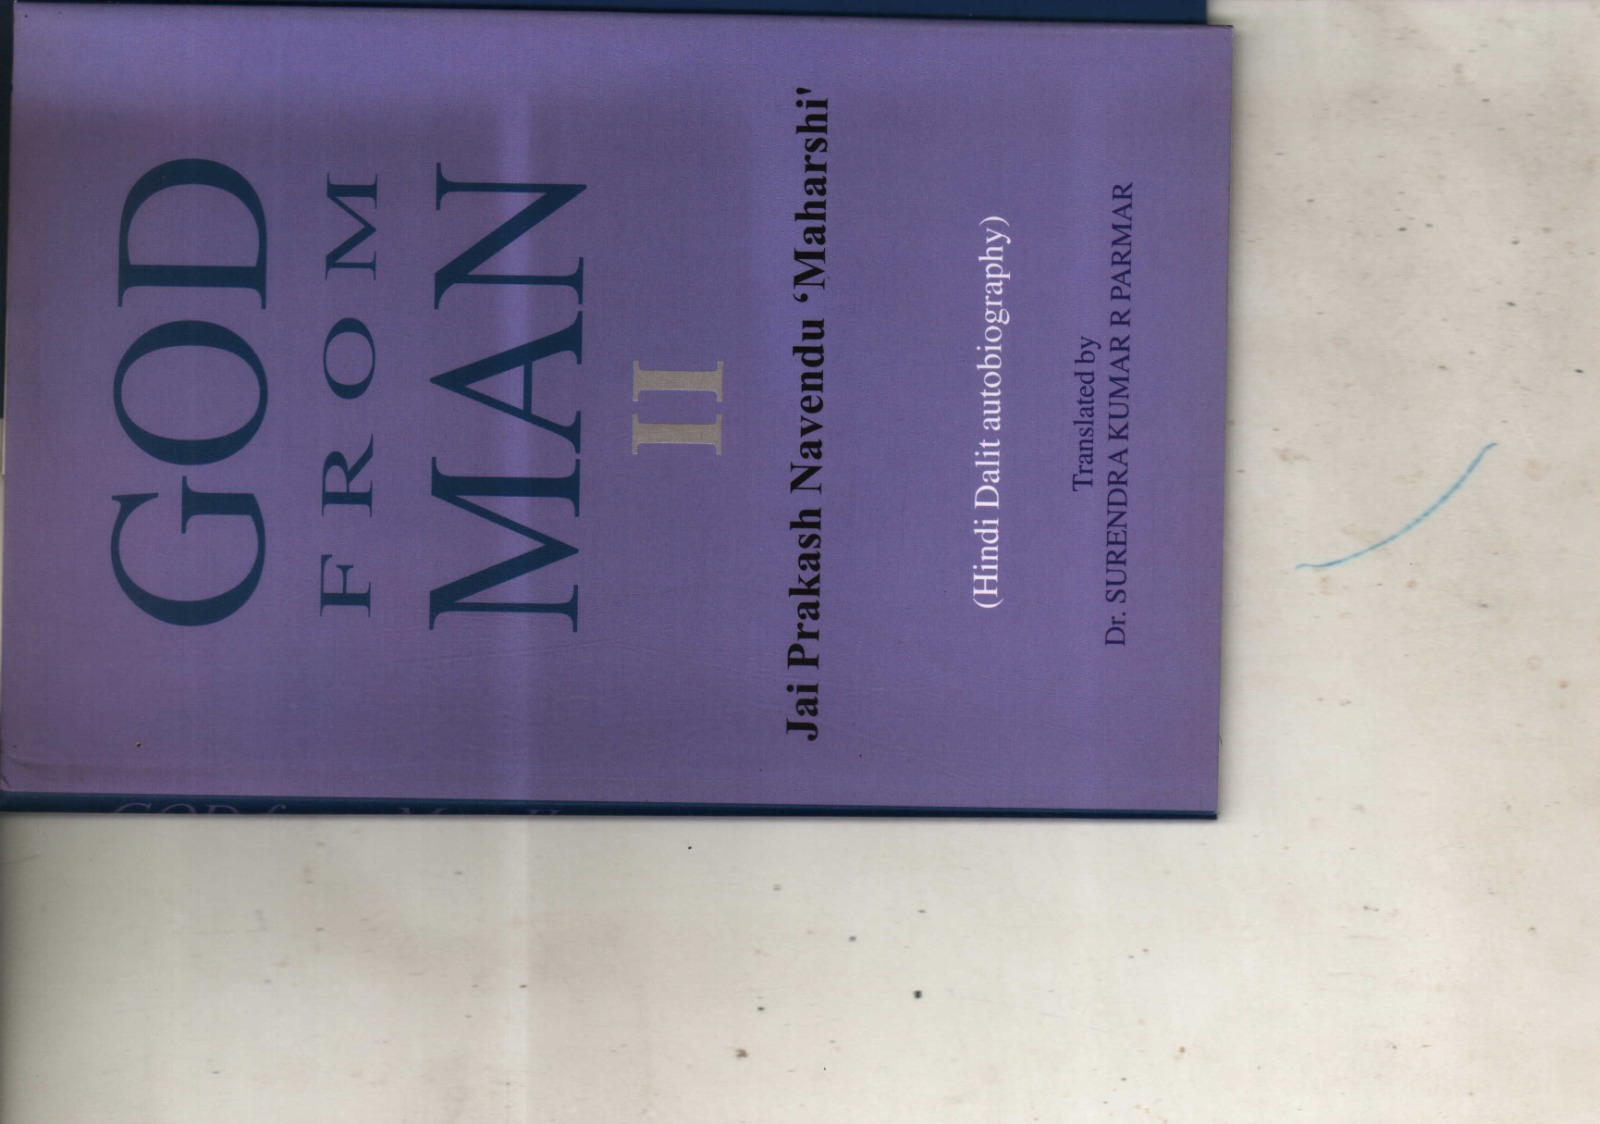 GOD
FROM
MAN
II
Jai Prakash Navendu ‘Maharshi'
(Hindi Dalit autobiography)
Translated by
Dr. SURENDRA KUMAR R PARMAR